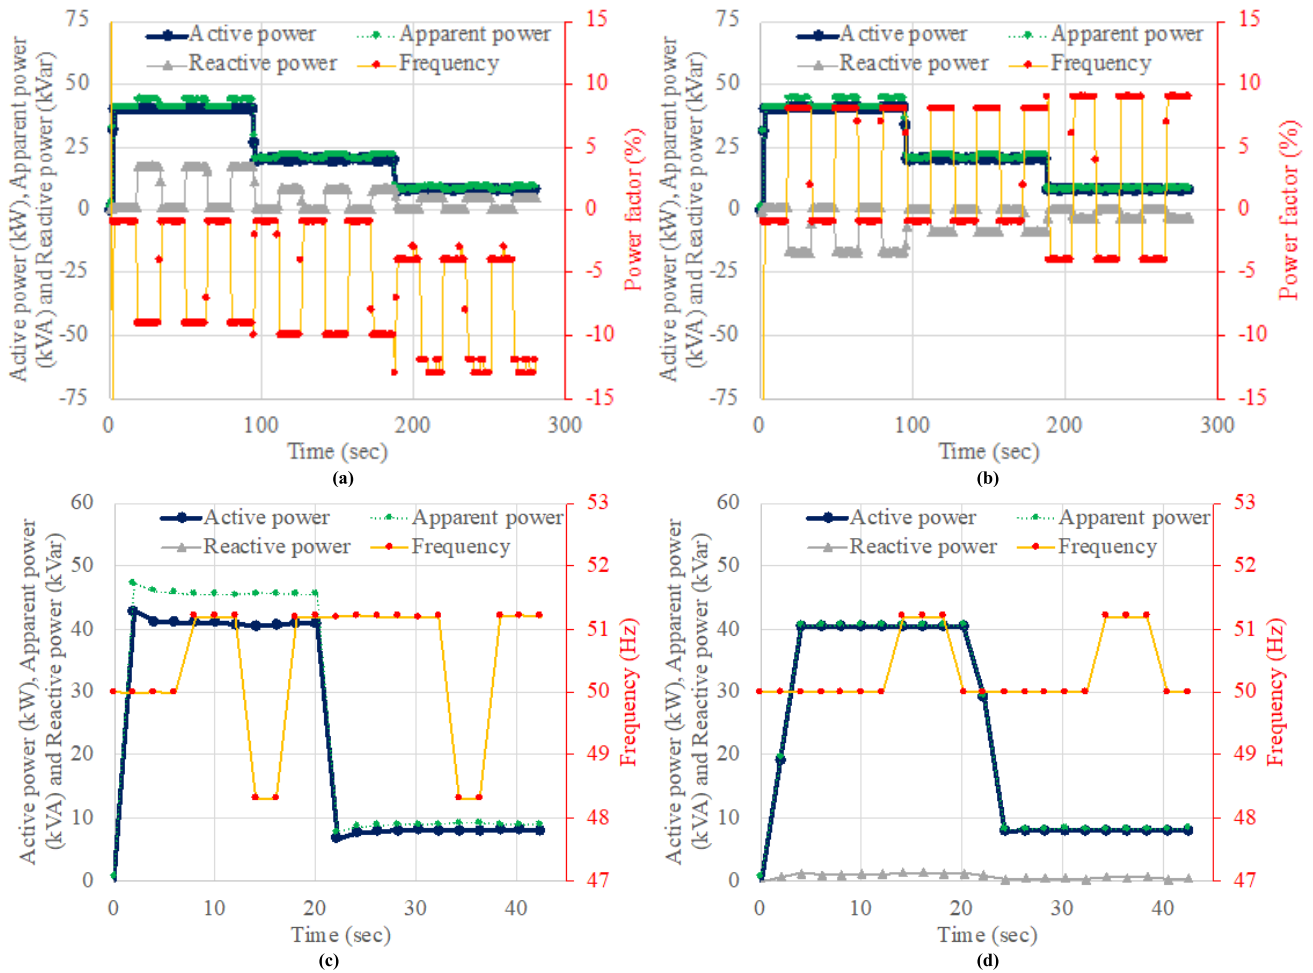 Active power (kW), Apparent power
(kVA) and Reactive power (kVar)
75
50
25
0
-25
-50
-75
Active power
Apparent power
Reactive power
Frequency
15
10
5
0
-5
-10
-15
Power factor (%)
0
100
200
300
Time (sec)
(a)
Active power (kW), Apparent power
(kVA) and Reactive power (kVar)
75
50
25
0
-25
-50
-75
Active power
Apparent power
Reactive power
Frequency
15
10
5
0
-5
-10
-15
Power factor (%)
0
100
200
300
Time (sec)
(b)
Active power (kW), Apparent power
(kVA) and Reactive power (kVar)
60
50
40
30
20
10
0
Active power
Apparent power
Reactive power
Frequency
53
52
51
50
49
48
47
Frequency (Hz)
0
10
20
30
40
Time (sec)
(c)
Active power (kW), Apparent power
(kVA) and Reactive power (kVar)
60
50
40
30
20
10
0
Active power
Apparent power
Reactive power
Frequency
53
52
51
50
49
48
47
Frequency (Hz)
0
10
20
30
40
Time (sec)
(d)